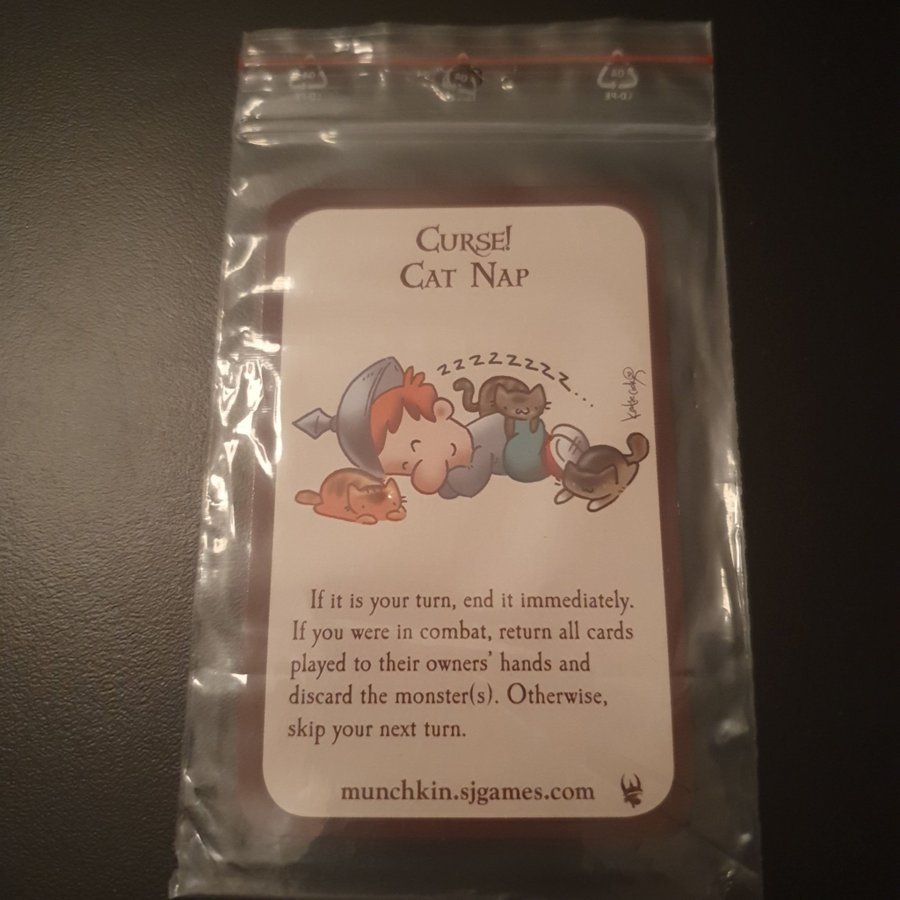 Curse!
Cat Nap
zzzzzzzz...
If it is your turn, end it immediately.
If you were in combat, return all cards
played to their owners' hands and
discard the monster(s). Otherwise,
skip your next turn.
munchkin.sjgames.com